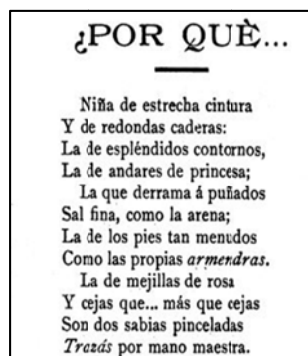 ¿POR QUÈ...
Niña de estrecha cintura
Y de redondas caderas:
La de espléndidos contornos,
La de andares de princesa;
La que derrama á puñados
Sal fina, como la arena;
La de los pies tan menudos
Como las propias armendras.
La de mejillas de rosa
Y cejas que... más que cejas
Son dos sabias pinceladas
Trezás por mano maestra.